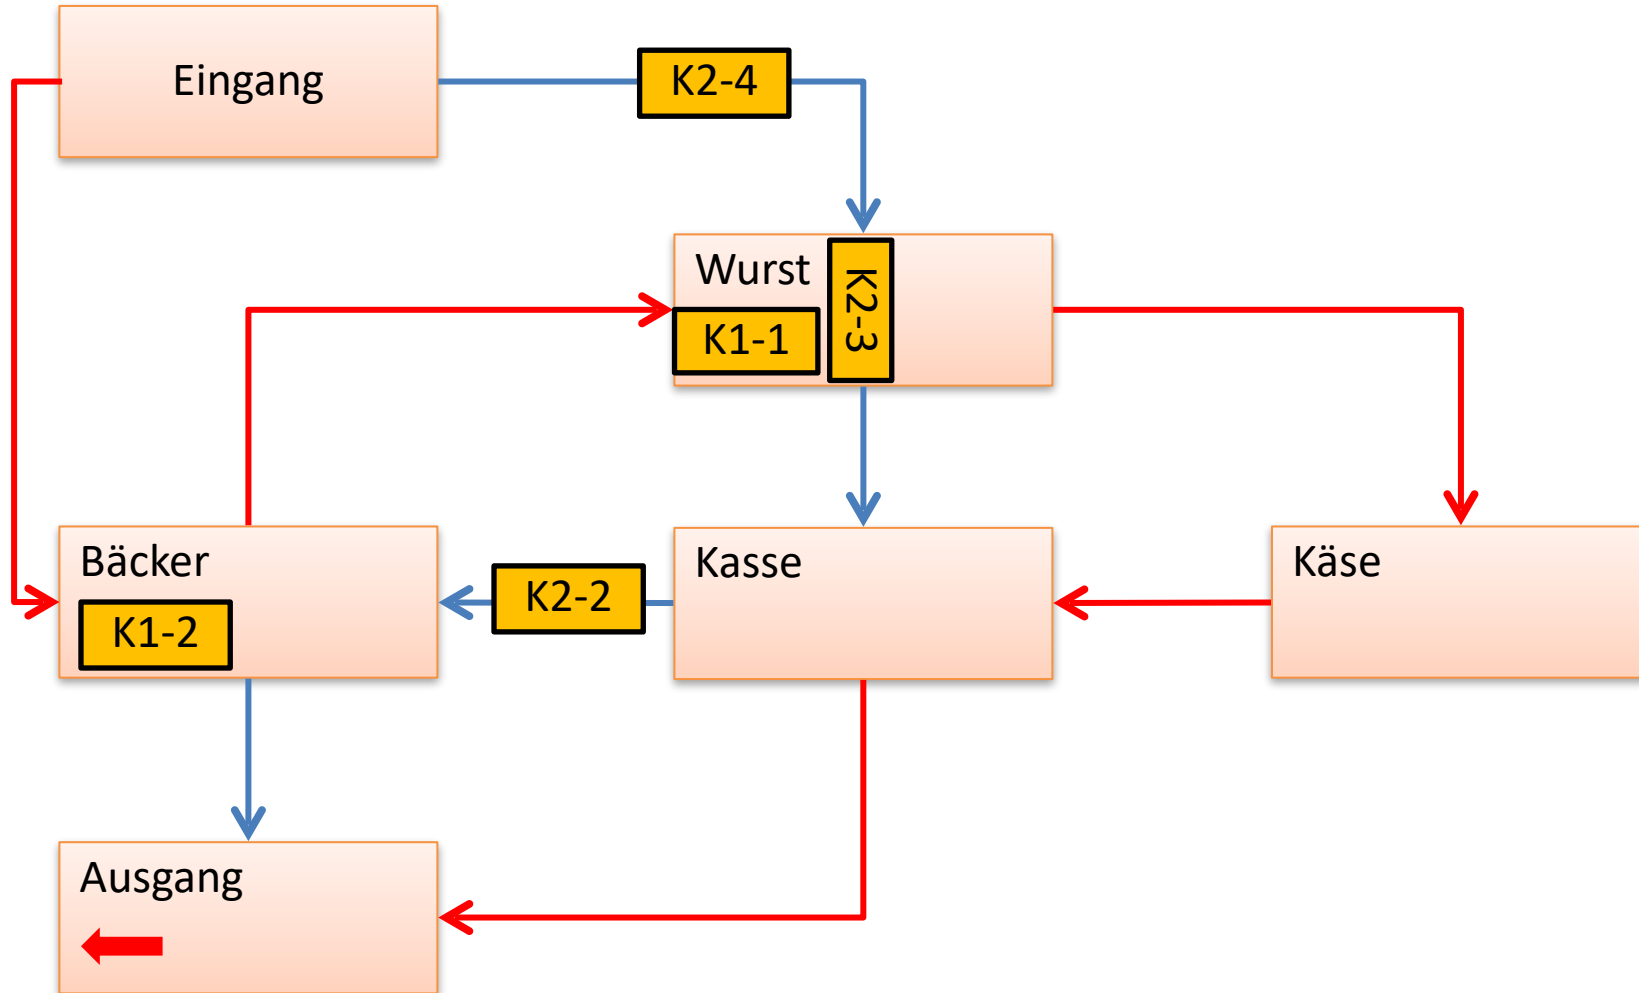 Eingang
K2-4
Wurst
K1-1
K2-3
Bäcker
K1-2
K2-2
Kasse
Käse
Ausgang